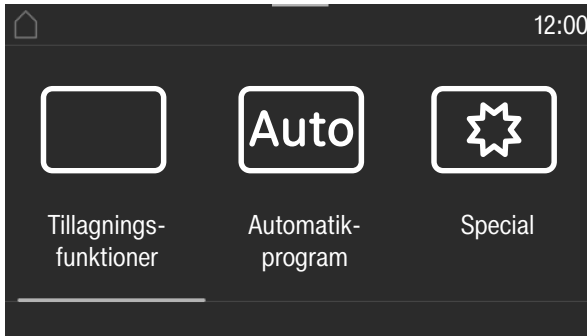 12:00
Auto
Tillagnings-
funktioner
Automatik-
program
Special